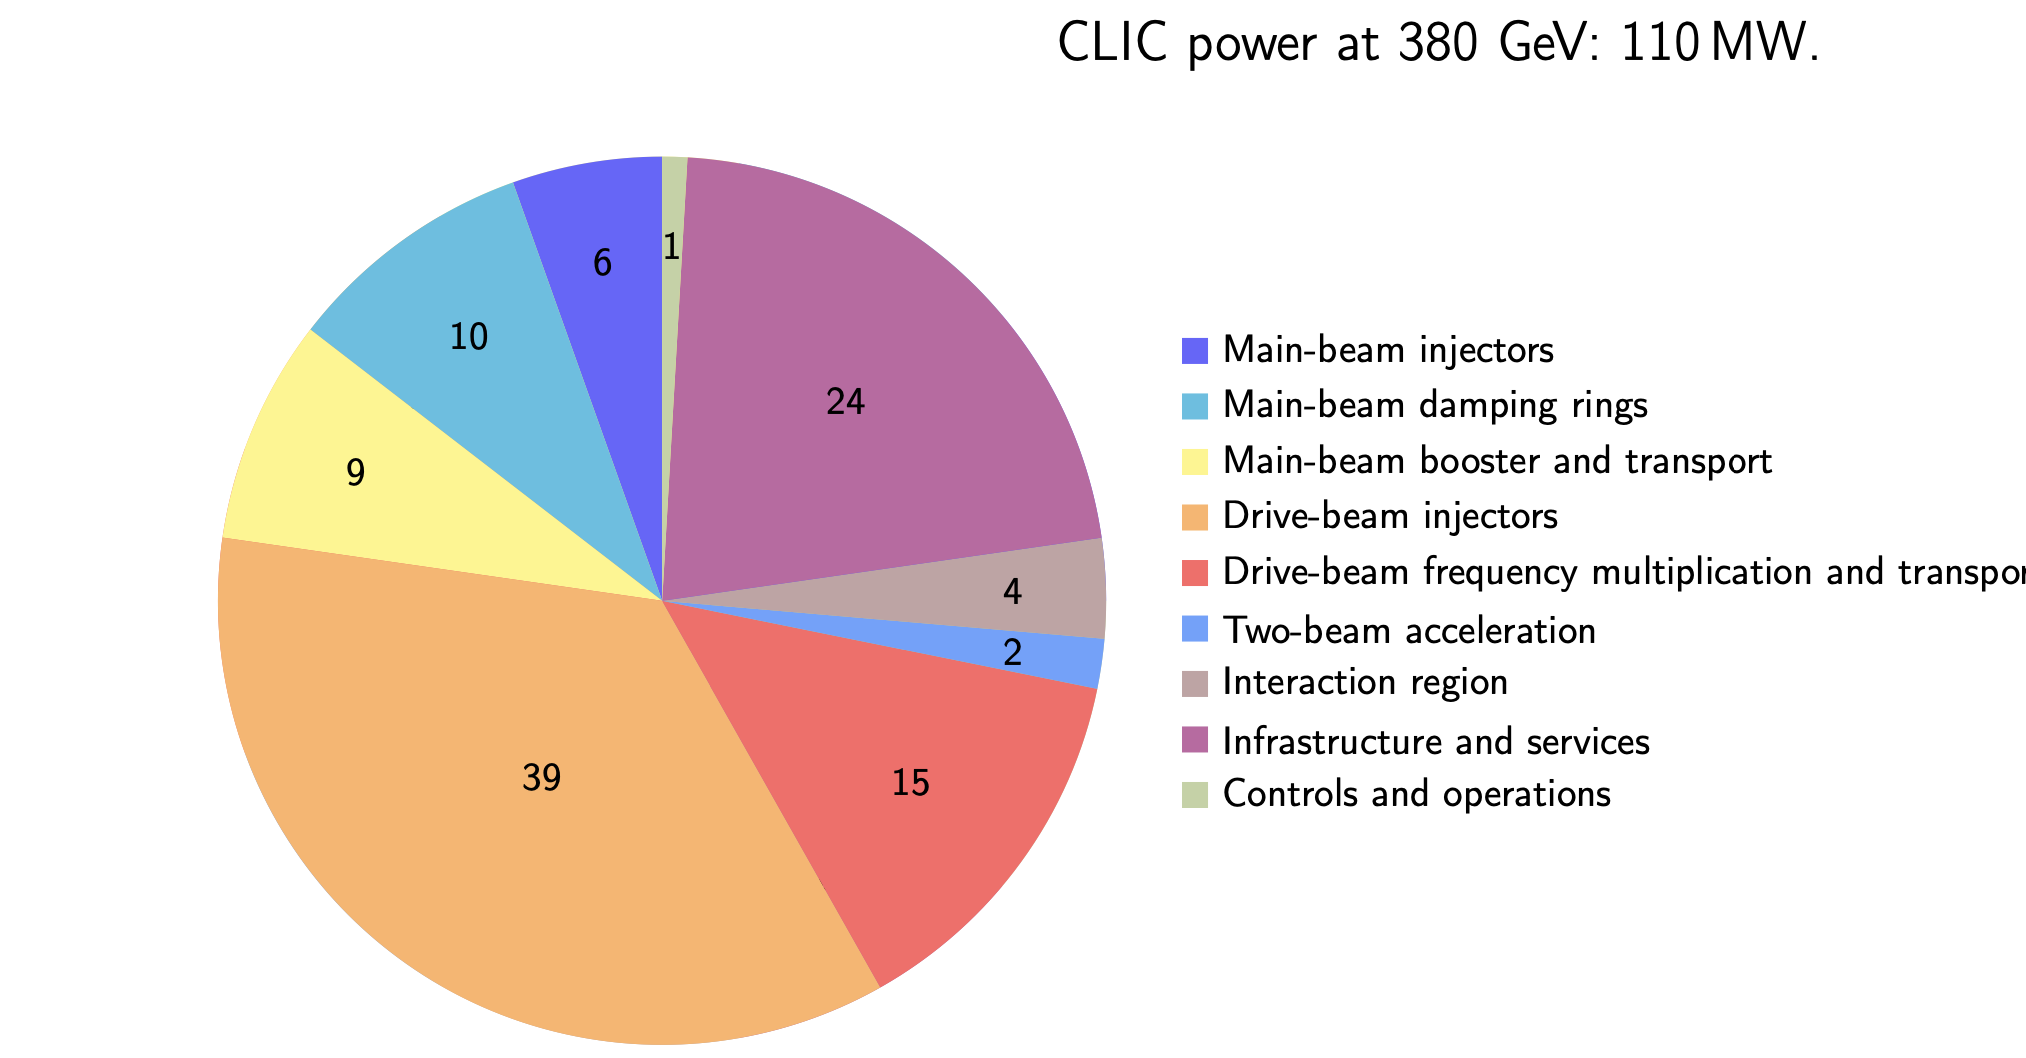 CLIC power at 380 GeV: 110 MW.
1
6
24
10
9
4
2
39
15
Main-beam injectors
Main-beam damping rings
Main-beam booster and transport
Drive-beam injectors
Drive-beam frequency multiplication and
Two-beam acceleration
Interaction region
Infrastructure and services
Controls and operations